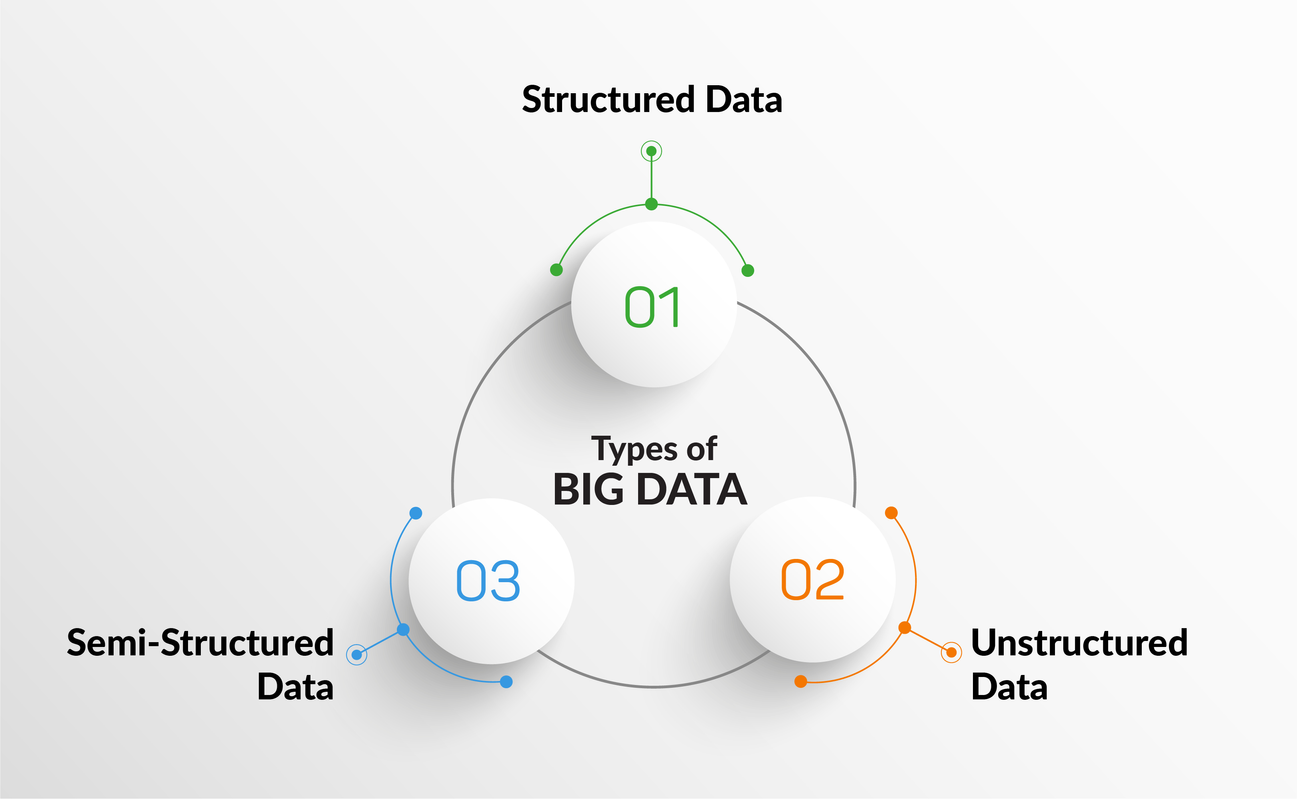 Structured Data
01
Types of
BIG DATA
03
02
Semi-Structured
Data
Unstructured
Data